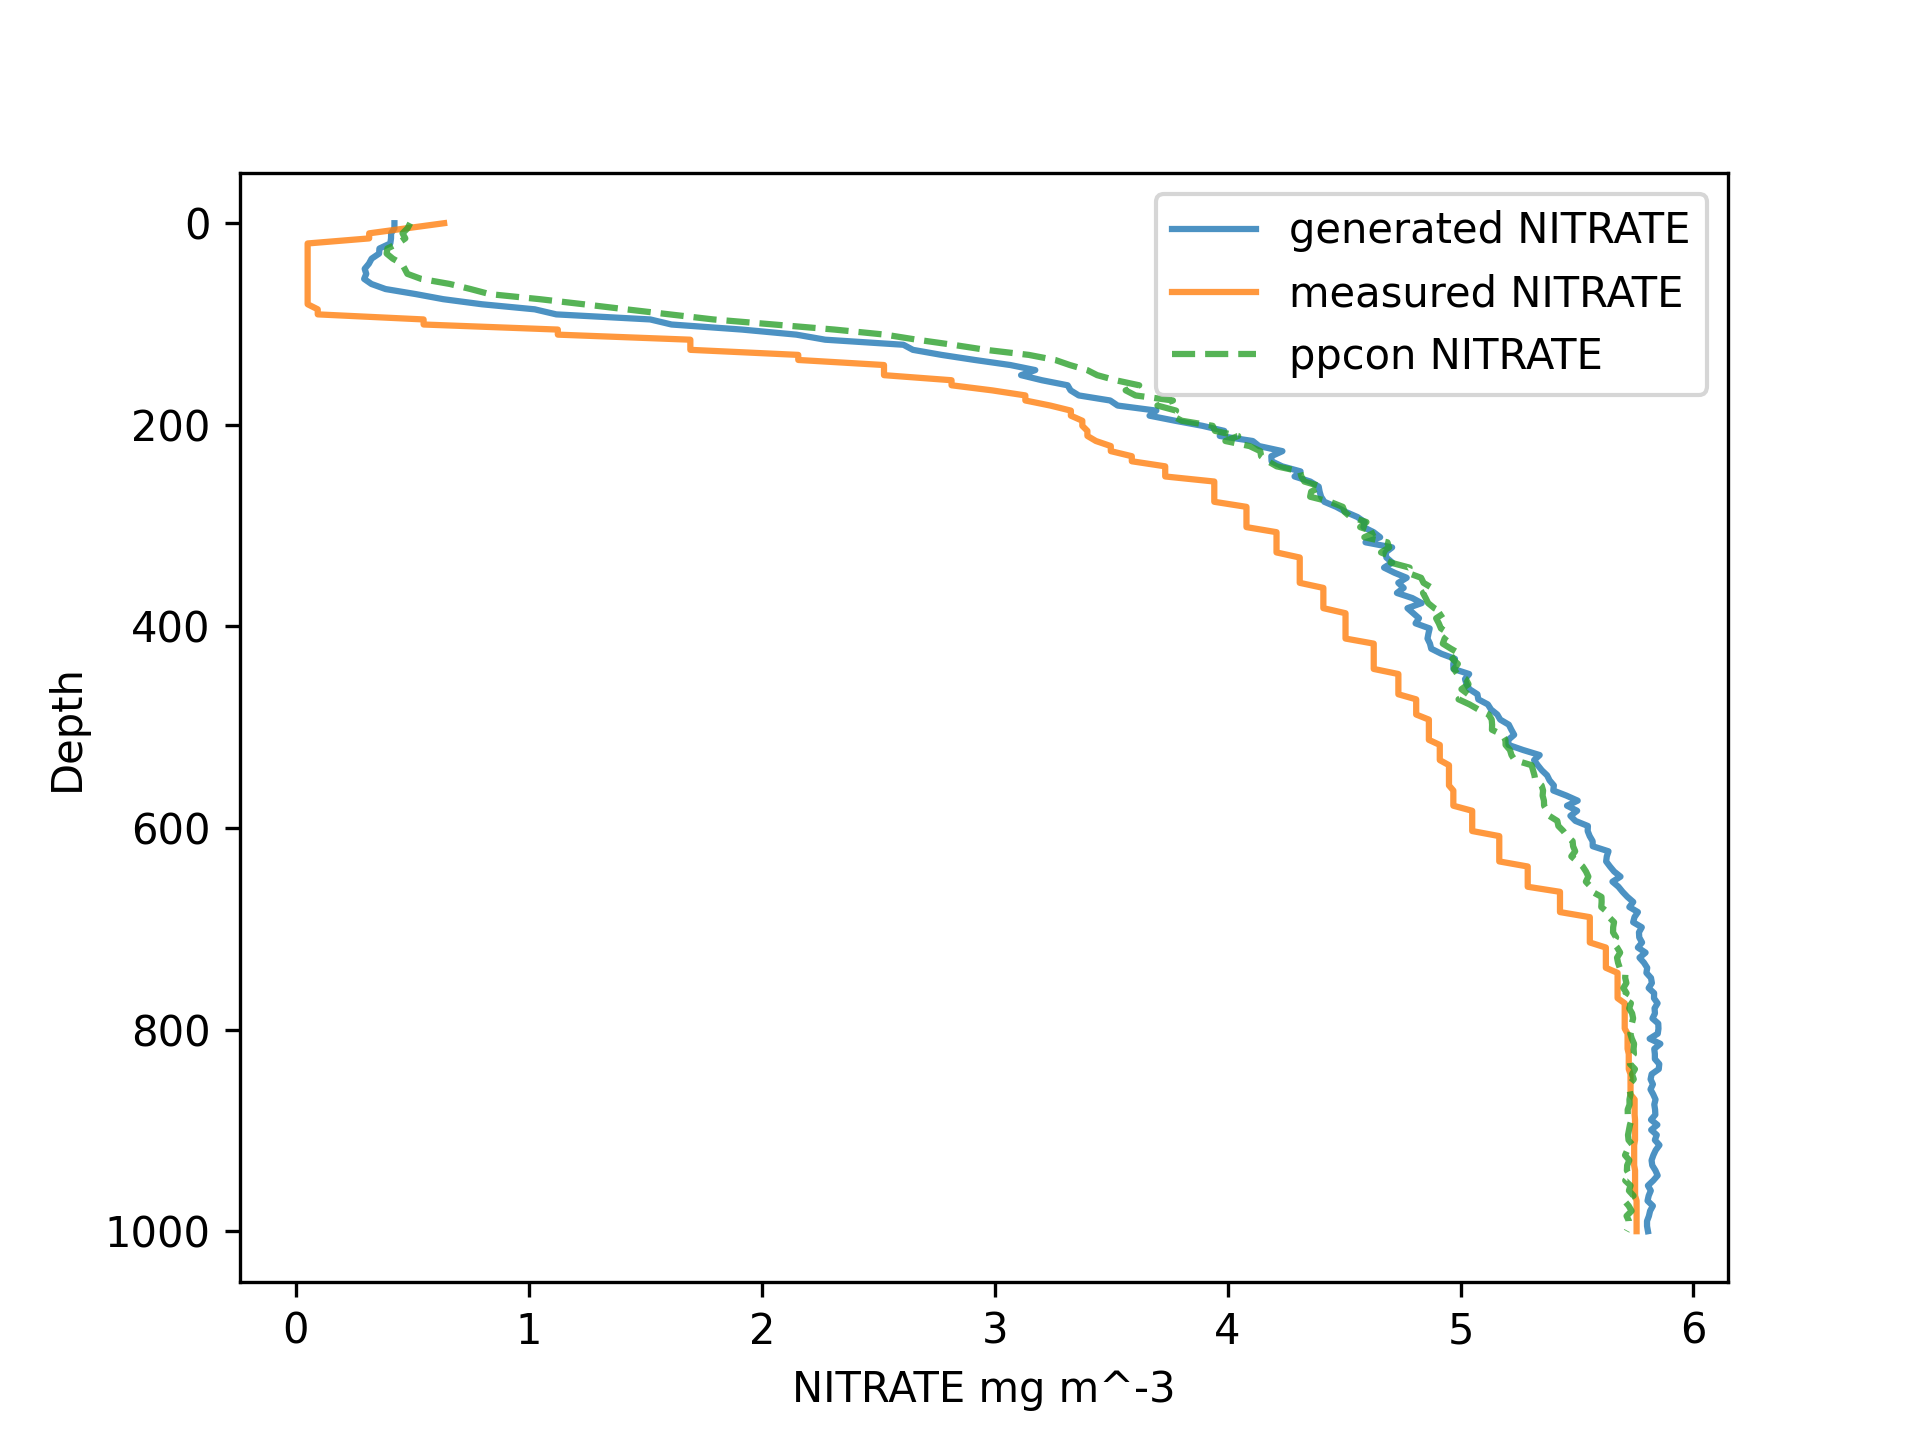 generated NITRATE
measured NITRATE
ppcon NITRATE
0
200
400
600
800
1000
Depth
0 1 2 3 4 5 6
NITRATE mg m^-3